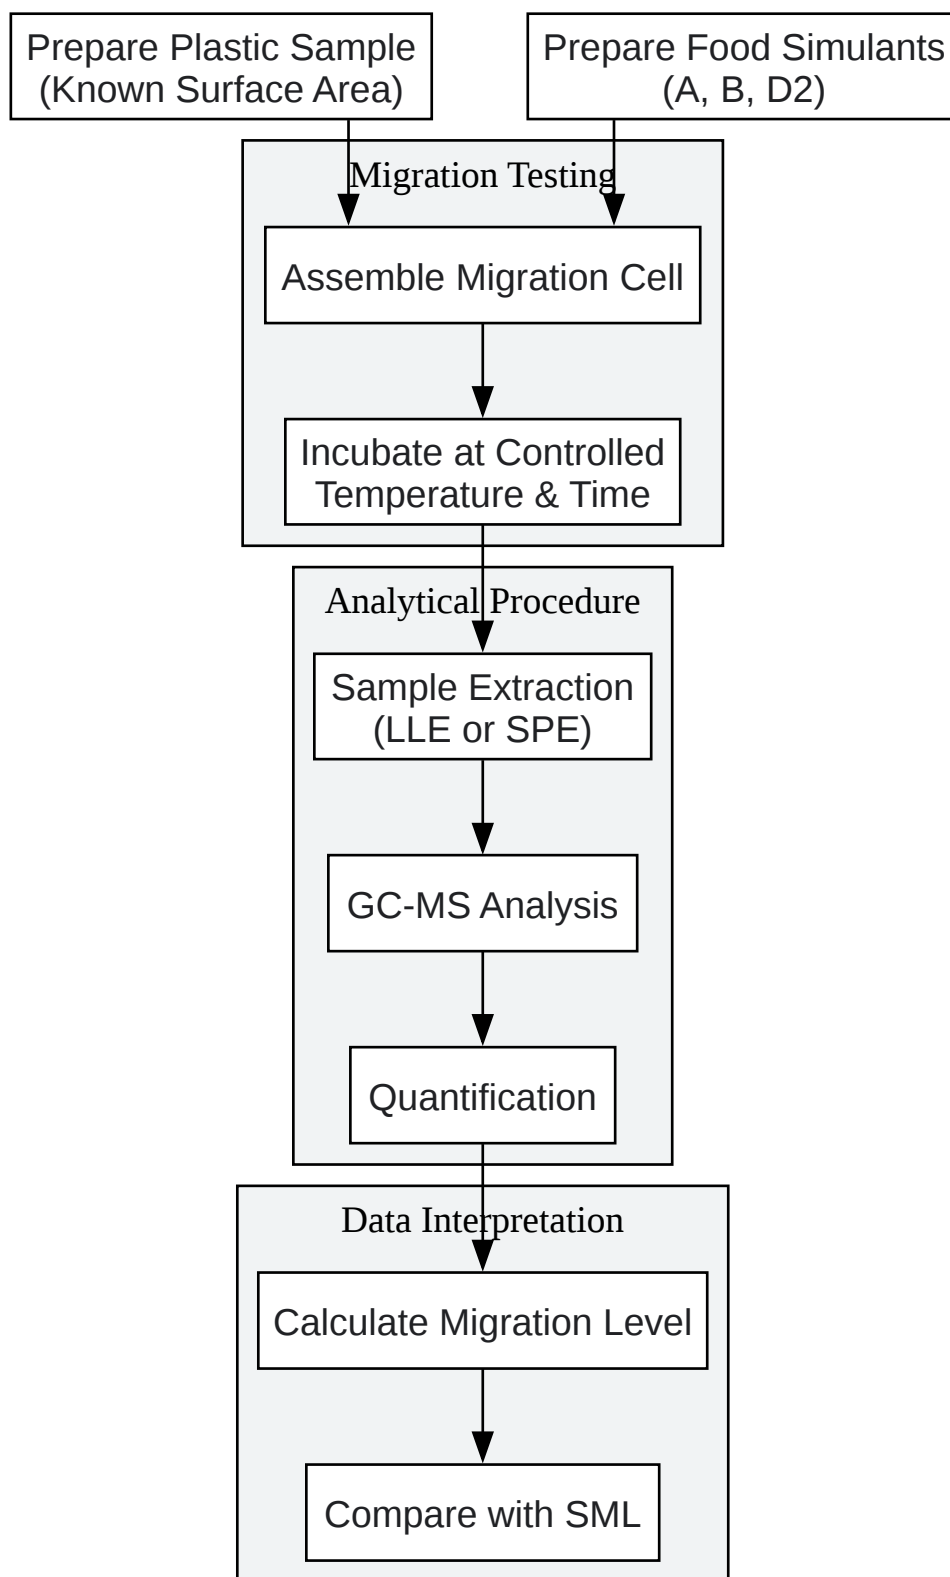 Prepare Plastic Sample
(Known Surface Area)
Prepare Food Simulants
(A, B, D2)
Migration Testing
Assemble Migration Cell
Incubate at Controlled
Temperature & Time
Analytical Procedure
Sample Extraction
(LLE or SPE)
GC-MS Analysis
Quantification
Data Interpretation
Calculate Migration Level
Compare with SML